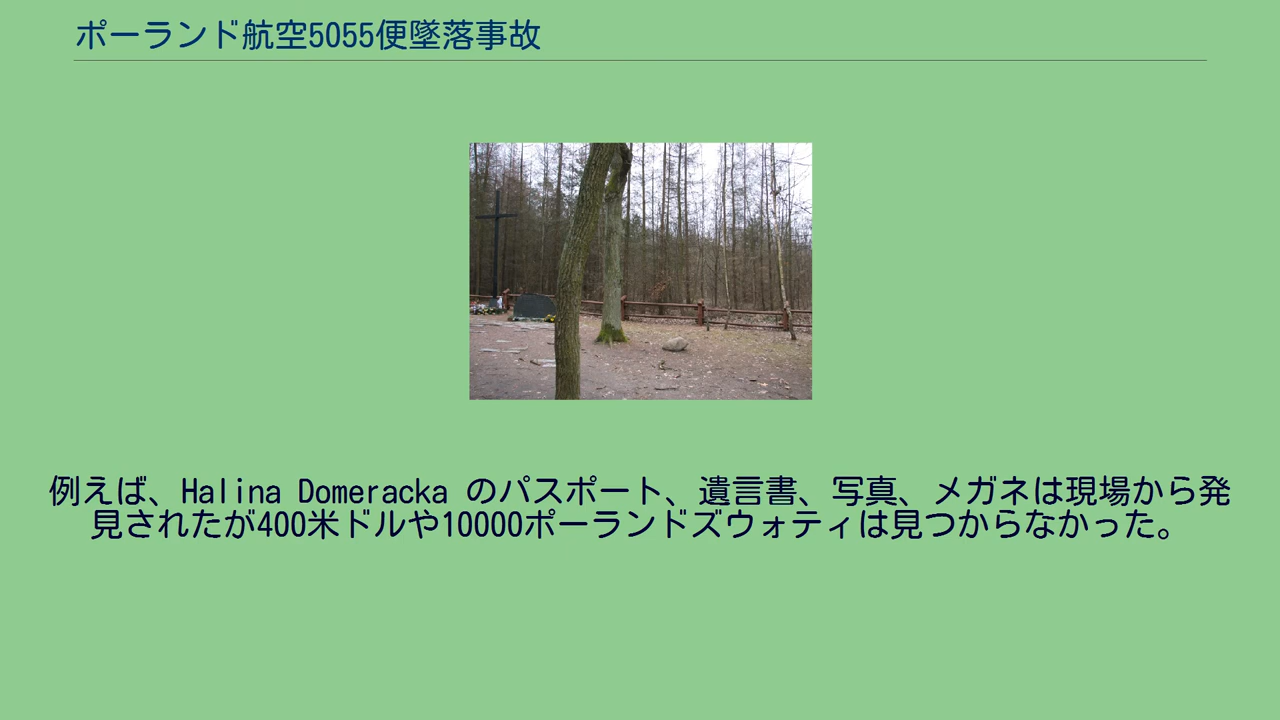 ポーランド航空5055便墜落事故
例えば、Halina Domeracka のパスポート、遺言書、写真、メガネは現場から発
見されたが400米ドルや10000ポーランドズウォティは見つからなかった。